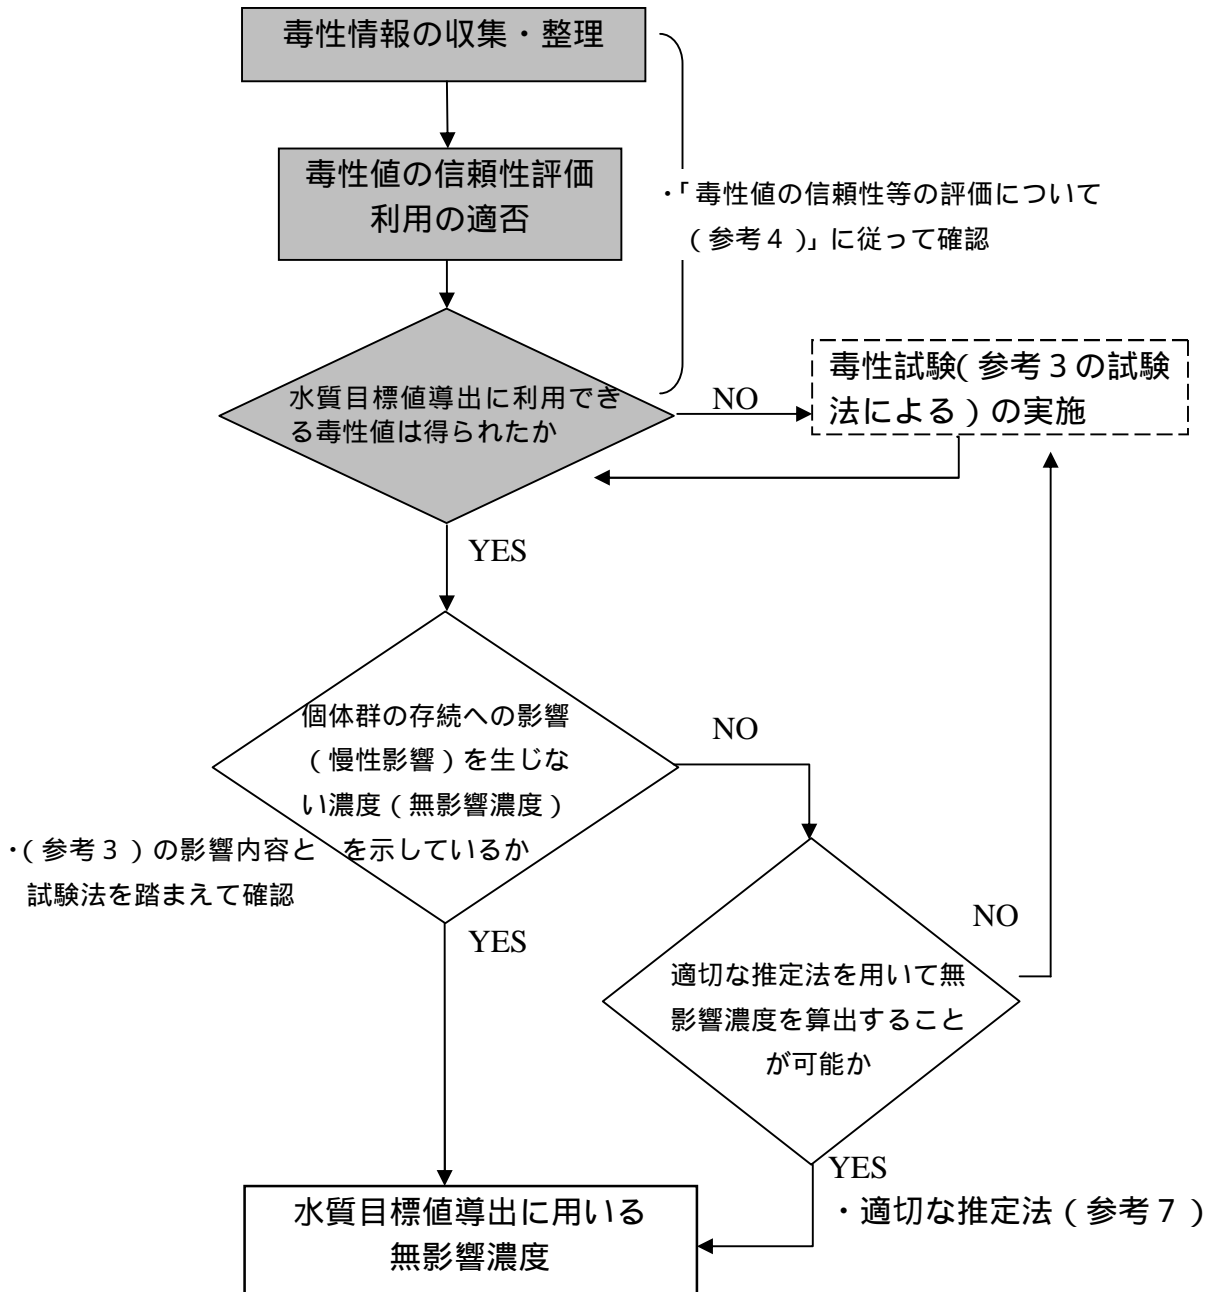 毒性情報の収集・整理
毒性値の信頼性評価
利用の適否
・「毒性値の信頼性等の評価について
(参考4)」に従って確認
水質目標値導出に利用でき
る毒性値は得られたか
NO
毒性試験(参考3の試験
法による)の実施
YES
個体群の存続への影響
(慢性影響)を生じな
い濃度(無影響濃度)
を示しているか
NO
・(参考3)の影響内容と
試験法を踏まえて確認
YES
適切な推定法を用いて無
影響濃度を算出すること
が可能か
NO
YES
・適切な推定法(参考7)
水質目標値導出に用いる
無影響濃度